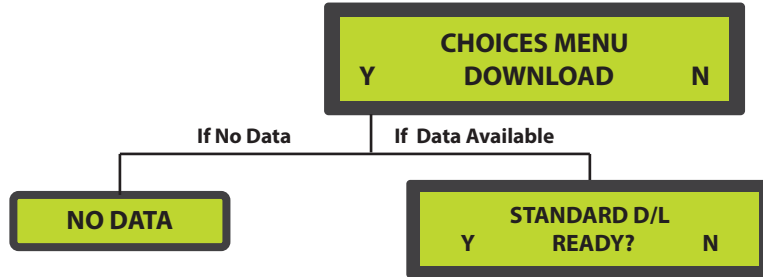 CHOICES MENU
Y DOWNLOAD N
If No Data If Data Available
NO DATA
STANDARD D/L
Y READY? N